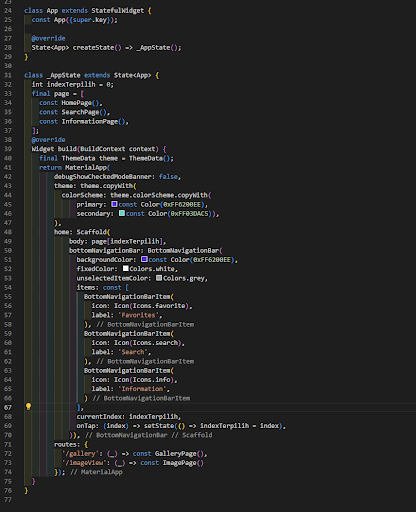 23
24 class App extends StatefulWidget {
25 const App({super.key});
26
27 @override
28 State<App> createState() => _AppState();
29 }
30
31 class _AppState extends State<App> {
32 int indexTerpilih = 0;
33 final page = [
34 const HomePage(),
35 const SearchPage(),
36 const InformationPage(),
37 ];
38 @override
39 Widget build(BuildContext context) {
40 final ThemeData theme = ThemeData();
41 return MaterialApp(
42 debugShowCheckedModeBanner: false,
43 theme: theme.copyWith(
44 colorScheme: theme.colorScheme.copyWith(
45 primary: const Color(0xFF6200EE),
46 secondary: const Color(0xFF03DAC5)),
47 ),
48 home: Scaffold(
49 body: page[indexTerpilih],
50 bottomNavigationBar: BottomNavigationBar(
51 backgroundColor: const Color(0xFF6200EE),
52 fixedColor: Colors.white,
53 unselectedItemColor: Colors.grey,
54 items: const [
55 BottomNavigationBarItem(
56 icon: Icon(Icons.favorite),
57 label: 'Favorites',
58 ), // BottomNavigationBarItem
59 BottomNavigationBarItem(
60 icon: Icon(Icons.search),
61 label: 'Search',
62 ), // BottomNavigationBarItem
63 BottomNavigationBarItem(
64 icon: Icon(Icons.info),
65 label: 'Information',
66 ) // BottomNavigationBarItem
67 ],
68 currentIndex: indexTerpilih,
69 onTap: (index) => setState(() => indexTerpilih = index),
70 )), // BottomNavigationBar // Scaffold
71 routes: {
72 '/gallery': (_) => const GalleryPage(),
73 '/imageView': (_) => const ImagePage()
74 }); // MaterialApp
75 }
76 }
77